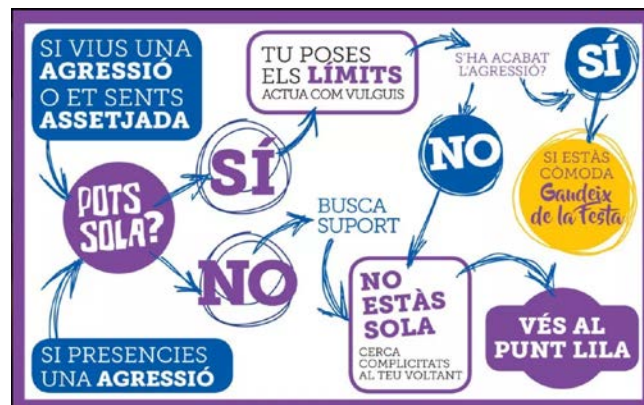 SI VIUS UNA
AGRESSIÓ
O ET SENTS
ASSETJADA
POTS
SOLA?
SÍ
TU POSES
ELS LÍMITS
ACTUA COM VULGUIS
S'HA ACABAT
L'AGRESSIÓ?
SÍ
SI ESTÀS
CÒMODA
Gaudeix
de la Festa
NO
NO
BUSCA
SUPORT
NO
ESTÀS
SOLA
CERCA
COMPLICITATS
AL TEU VOLTANT
VÉS AL
PUNT LILA
SI PRESENCIES
UNA AGRESSIÓ